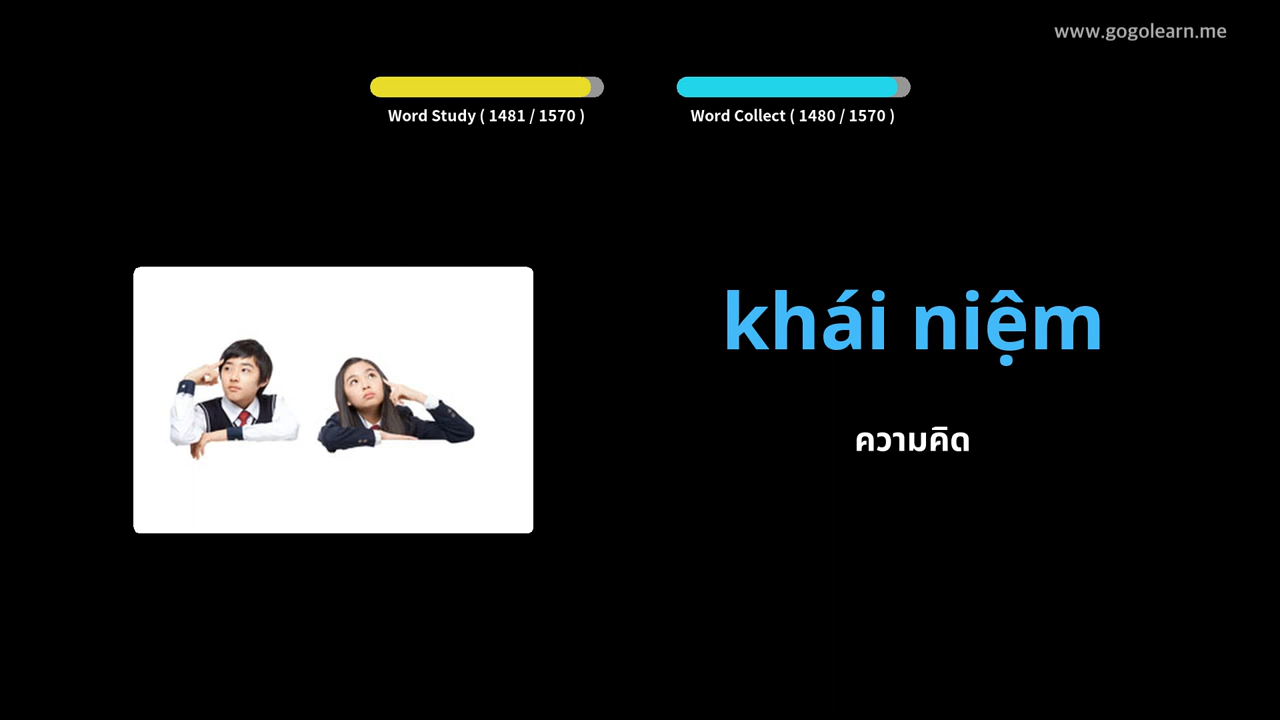 www.gogolearn.me
Word Study ( 1481 / 1570 )
Word Collect ( 1480 / 1570 )
khái niệm
ความคิด